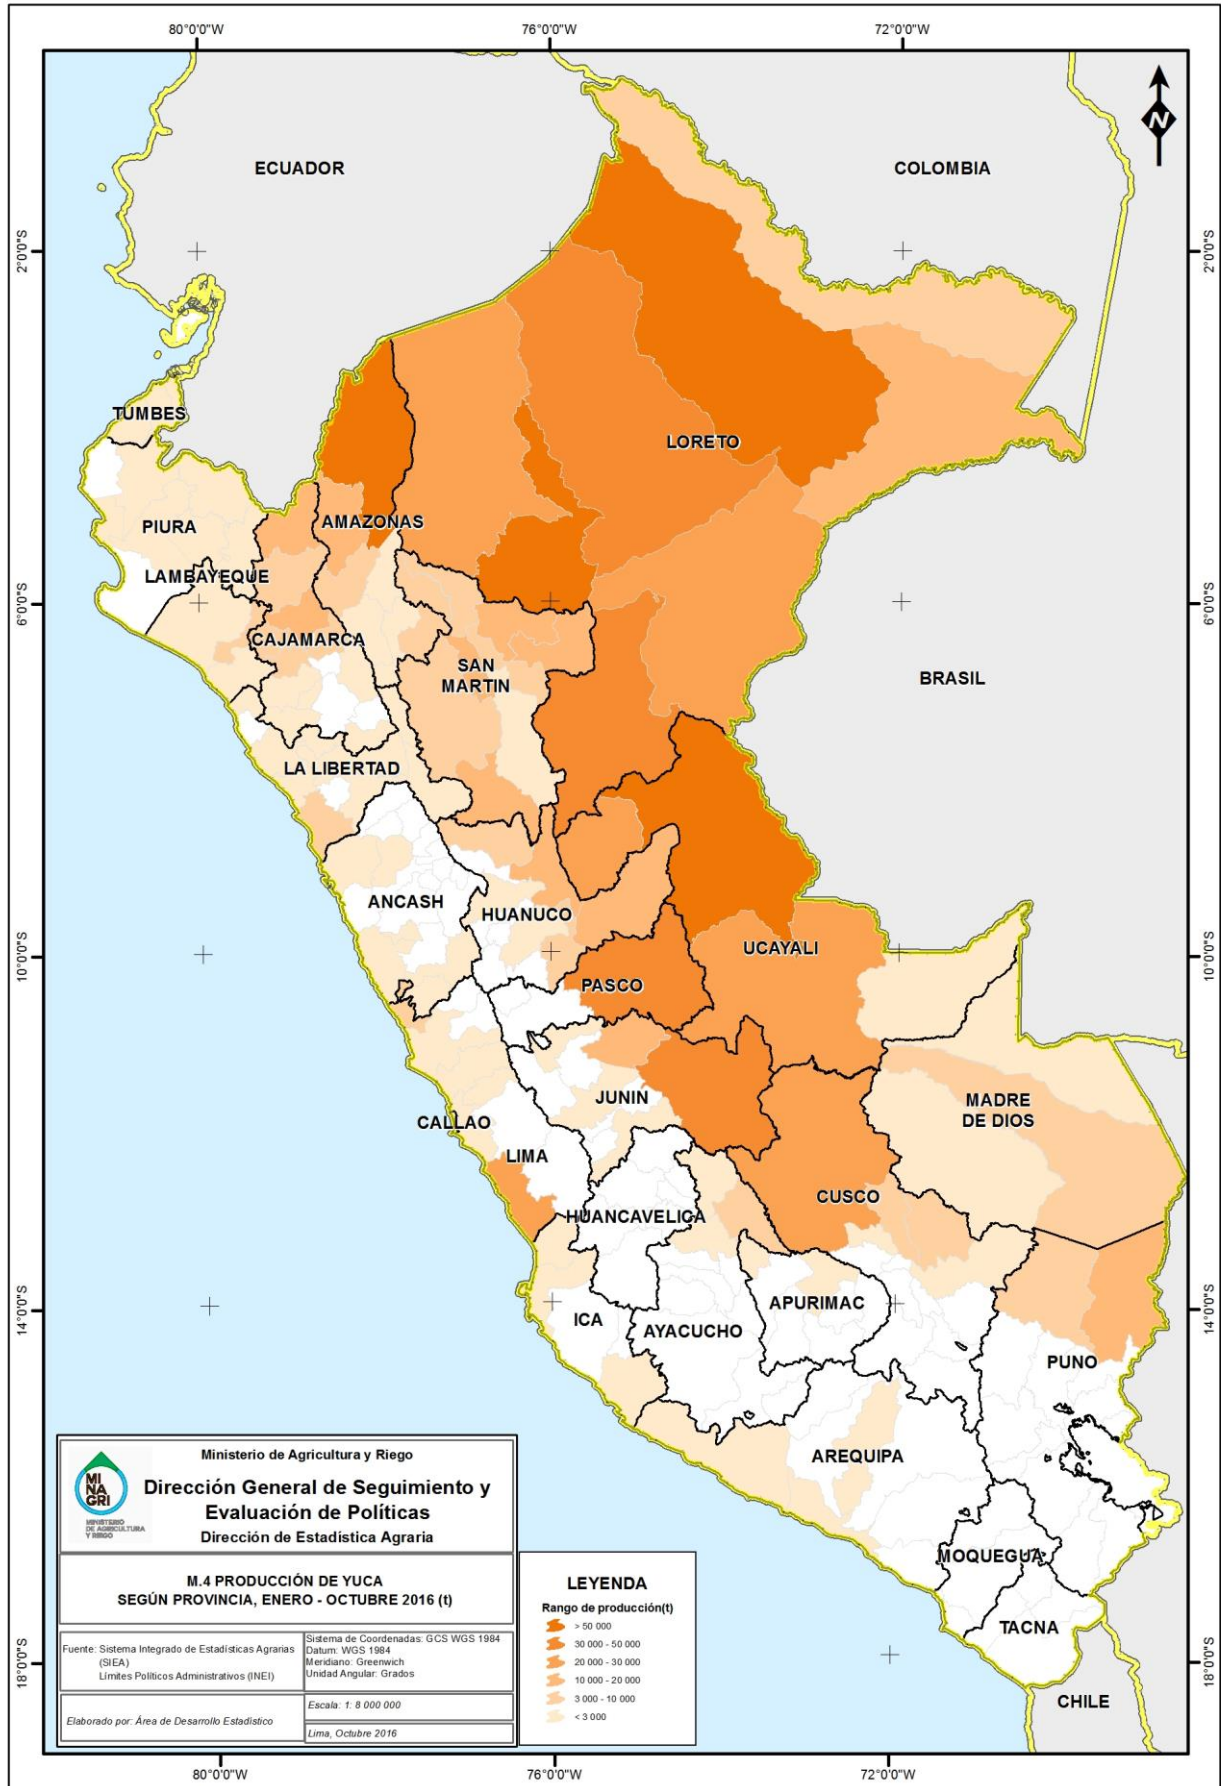 80°0'0"W
76°0'0"W
72°0'0"W
N
ECUADOR
COLOMBIA
2°0'0"S
2°0'0"S
TUMBES
LORETO
PIURA
AMAZONAS
LAMBAYEQUE
6°0'0"S
6°0'0"S
CAJAMARCA
SAN
MARTIN
BRASIL
LA LIBERTAD
ANCASH
HUANUCO
UCAYALI
10°0'0"S
10°0'0"S
PASCO
JUNIN
MADRE
DE DIOS
CALLAO
LIMA
CUSCO
HUANCAVELICA
14°0'0"S
14°0'0"S
ICA
AYACUCHO
APURIMAC
PUNO
AREQUIPA
MOQUEGUA
TACNA
18°0'0"S
18°0'0"S
CHILE
MI
NA
GRI
MINISTERIO
DE AGRICULTURA
Y RIEGO
Ministerio de Agricultura y Riego
Dirección General de Seguimiento y
Evaluación de Políticas
Dirección de Estadística Agraria
M.4 PRODUCCIÓN DE YUCA
SEGÚN PROVINCIA, ENERO - OCTUBRE 2016 (t)
Fuente: Sistema Integrado de Estadísticas Agrarias
(SIEA)
Límites Políticos Administrativos (INEI)
Sistema de Coordenadas: GCS WGS 1984
Datum: WGS 1984
Meridiano: Greenwich
Unidad Angular: Grados
Elaborado por: Área de Desarrollo Estadístico
Escala: 1: 8 000 000
Lima, Octubre 2016
LEYENDA
Rango de producción(t)
> 50 000
30 000 - 50 000
20 000 - 30 000
10 000 - 20 000
3 000 - 10 000
< 3 000
80°0'0"W
76°0'0"W
72°0'0"W